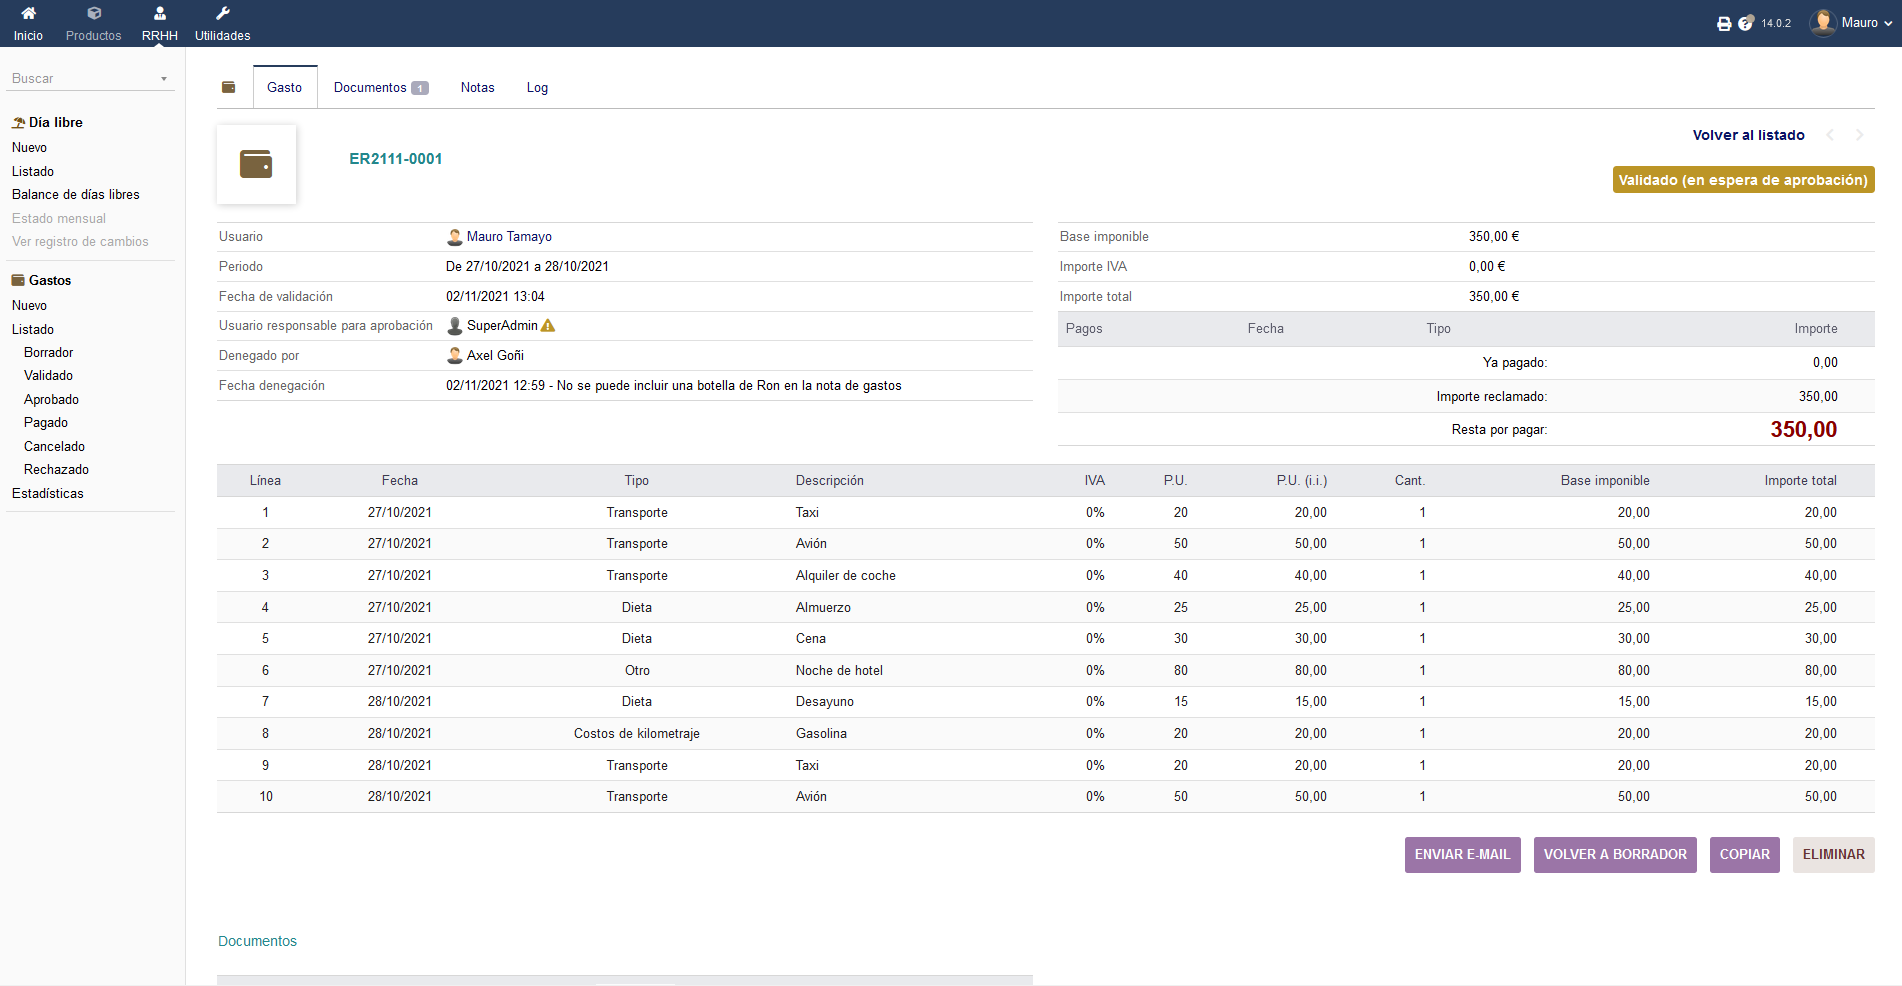 Inicio
Productos
RRHH
Utilidades
14.0.2
Mauro
Buscar
Día libre
Nuevo
Listado
Balance de días libres
Estado mensual
Ver registro de cambios
Gastos
Nuevo
Listado
Borrador
Validado
Aprobado
Pagado
Cancelado
Rechazado
Estadísticas
Gasto
Documentos 1
Notas
Log
ER2111-0001
Volver al listado
Validado (en espera de aprobación)
Usuario Mauro Tamayo
Periodo De 27/10/2021 a 28/10/2021
Fecha de validación 02/11/2021 13:04
Usuario responsable para aprobación SuperAdmin
Denegado por Axel Goñi
Fecha denegación 02/11/2021 12:59 - No se puede incluir una botella de Ron en la nota de gastos
Base imponible 350,00 €
Importe IVA 0,00 €
Importe total 350,00 €
Pagos Fecha Tipo Importe
Ya pagado: 0,00
Importe reclamado: 350,00
Resta por pagar: 350,00
Línea Fecha Tipo Descripción IVA P.U. P.U. (i.i.) Cant. Base imponible Importe total
1 27/10/2021 Transporte Taxi 0% 20 20,00 1 20,00 20,00
2 27/10/2021 Transporte Avión 0% 50 50,00 1 50,00 50,00
3 27/10/2021 Transporte Alquiler de coche 0% 40 40,00 1 40,00 40,00
4 27/10/2021 Dieta Almuerzo 0% 25 25,00 1 25,00 25,00
5 27/10/2021 Dieta Cena 0% 30 30,00 1 30,00 30,00
6 27/10/2021 Otro Noche de hotel 0% 80 80,00 1 80,00 80,00
7 28/10/2021 Dieta Desayuno 0% 15 15,00 1 15,00 15,00
8 28/10/2021 Costos de kilometraje Gasolina 0% 20 20,00 1 20,00 20,00
9 28/10/2021 Transporte Taxi 0% 20 20,00 1 20,00 20,00
10 28/10/2021 Transporte Avión 0% 50 50,00 1 50,00 50,00
ENVIAR E-MAIL
VOLVER A BORRADOR
COPIAR
ELIMINAR
Documentos